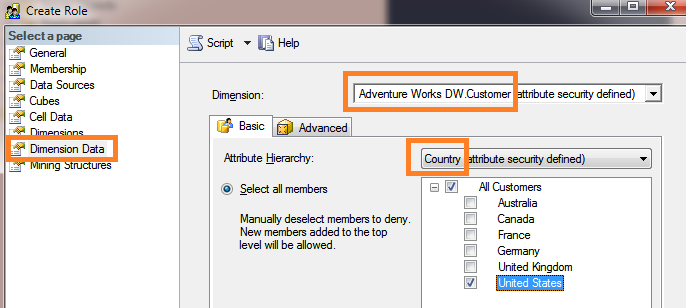 Create Role
Select a page
General
Membership
Data Sources
Cubes
Cell Data
Dimensions
Dimension Data
Mining Structures
Script
Help
Dimension:
Adventure Works DW.Customer (attribute security defined)
Basic
Advanced
Attribute Hierarchy:
Country (attribute security defined)
Select all members
Manually deselect members to deny.
New members added to the top
level will be allowed.
All Customers
Australia
Canada
France
Germany
United Kingdom
United States